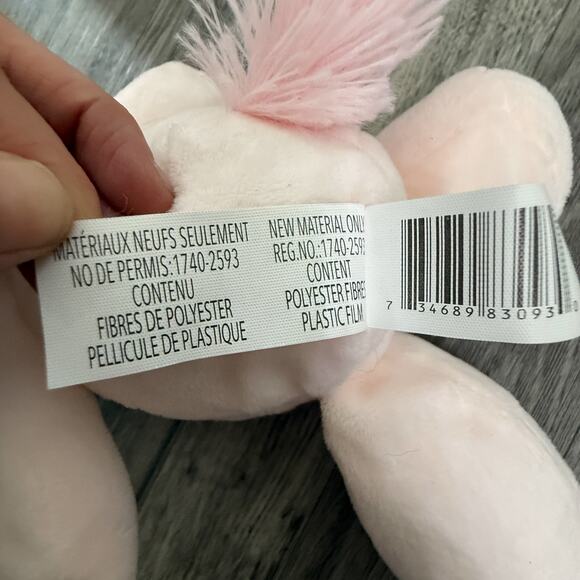 MATÉRIAUX NEUFS SEULEMENT
NO DE PERMIS:1740-2593
CONTENU
FIBRES DE POLYESTER
PELLICULE DE PLASTIQUE
NEW MATERIAL ONLY
REG.NO.:1740-2593
CONTENT
POLYESTER FIBRES
PLASTIC FILM
7 34689 83093